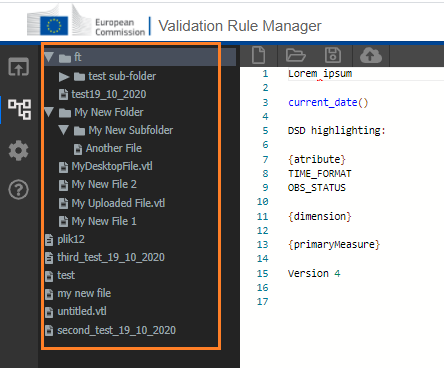 European
Commission
Validation Rule Manager
ft
test sub-folder
test19_10_2020
My New Folder
My New Subfolder
Another File
MyDesktopFile.vtl
My New File 2
My Uploaded File.vtl
My New File 1
plik12
third_test_19_10_2020
test
my new file
untitled.vtl
second_test_19_10_2020
1 Lorem ipsum
2
3 current_date()
4
5 DSD highlighting:
6
7 {atribute}
8 TIME_FORMAT
9 OBS_STATUS
10
11 {dimension}
12
13 {primaryMeasure}
14
15 Version 4
16
17